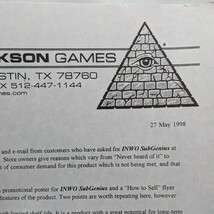 KSON GAMES
STIN, TX 78760
X 512-447-1144
mes.com
27 May 1998
and e-mail from customers who have asked for INWO SubGenius at
. Store owners give reasons which vary from "Never heard of it" to
of consumer demand for this product which is not being met, and that
promotional poster for INWO SubGenius and a "How to Sell" flyer
features of the product. Two points are worth repeating here, however
limited shelf life. It is a product with a great potential for long-term